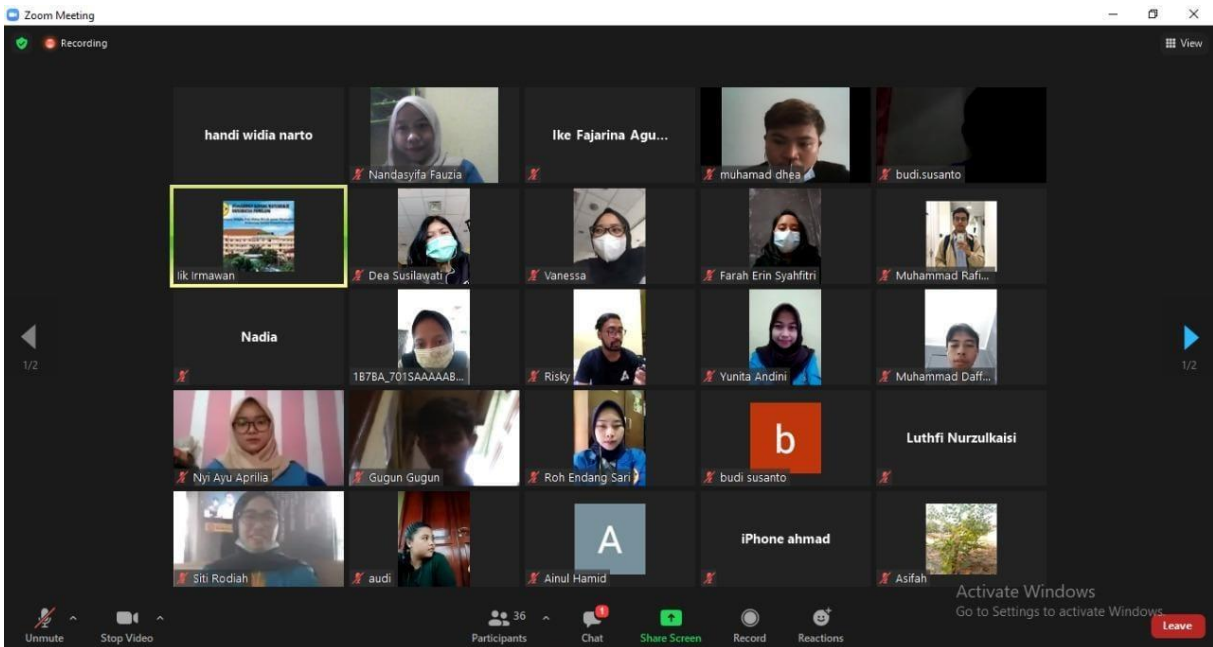 Zoom Meeting
Recording
View
handi widia narto
Nandasyifa Fauzia
Ike Fajarina Agu...
muhamad dhea
budi.susanto
Iik Irmawan
Dea Susilawati
Vanessa
Farah Erin Syahfitri
Muhammad Rafi...
Nadia
1B7BA_701SAAAAAB...
Risky
Yunita Andini
Muhammad Daff...
1/2
1/2
Nyi Ayu Aprilia
Gugun Gugun
Roh Endang Sari
b
budi susanto
Luthfi Nurzulkaisi
Siti Rodiah
audi
A
Ainul Hamid
iPhone ahmad
Asifah
Activate Windows
Go to Settings to activate Windows.
Unmute
Stop Video
36
Participants
1
Chat
Share Screen
Record
Reactions
Leave